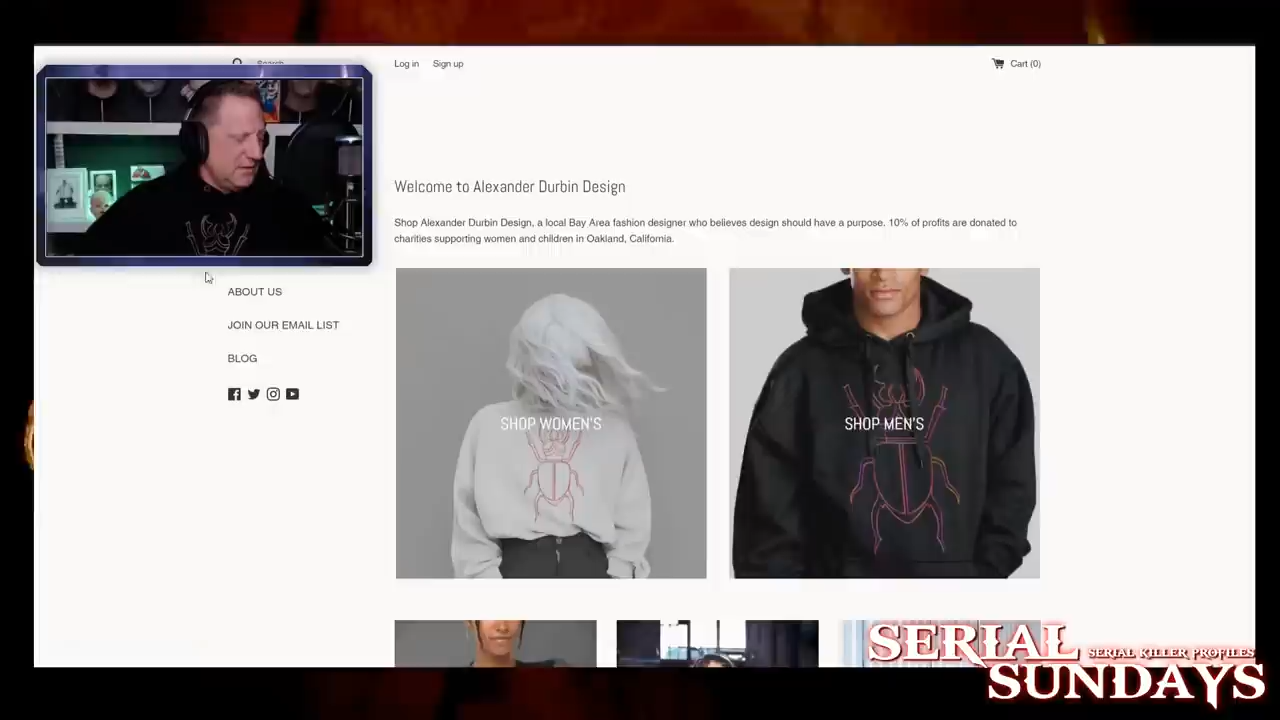 Search
Log in
Sign up
Cart (0)
Welcome to Alexander Durbin Design
Shop Alexander Durbin Design, a local Bay Area fashion designer who believes design should have a purpose. 10% of profits are donated to
charities supporting women and children in Oakland, California.
ABOUT US
JOIN OUR EMAIL LIST
BLOG
SHOP WOMEN'S
SHOP MEN'S
SERIAL
SERIAL KILLER PROFILES
SUNDAYS